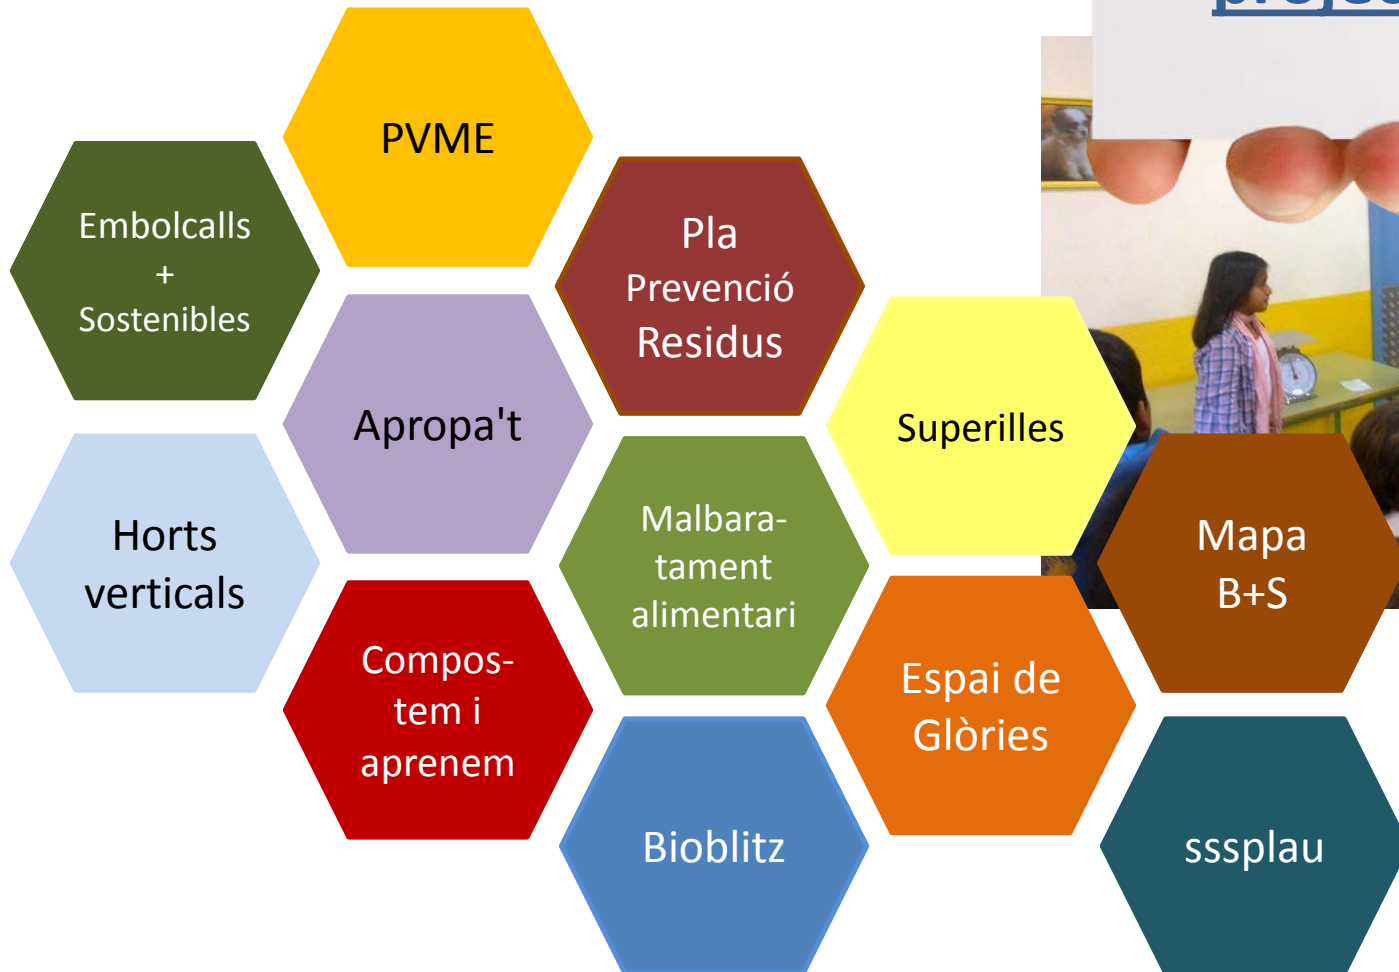 PVME
Embolcalls
+
Sostenibles
Pla
Prevenció
Residus
Apropa't
Superilles
Horts
verticals
Malbara-
tament
alimentari
Mapa
B+S
Compos-
tem i
aprenem
Espai de
Glòries
Bioblitz
sssplau